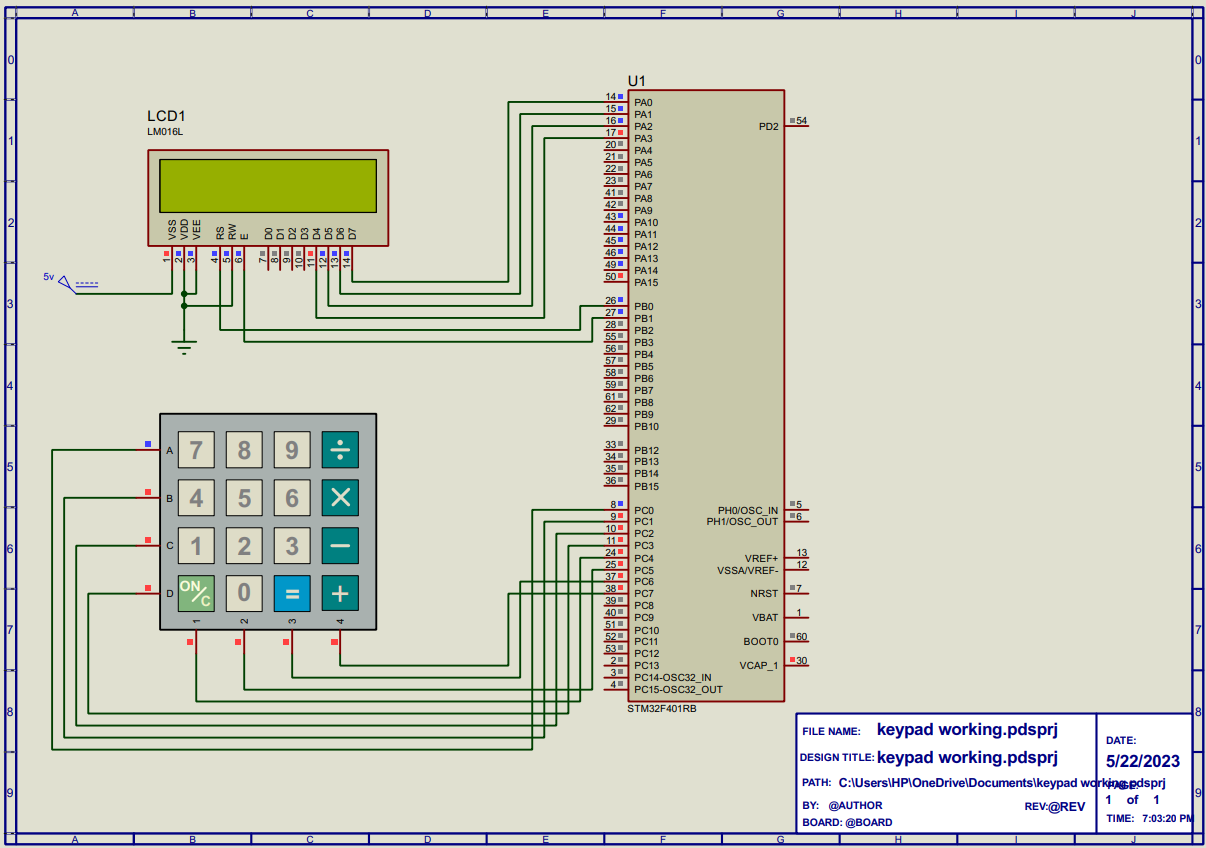 A B C D E F G H I J
0 0
1 1
2 2
3 3
4 4
5 5
6 6
7 7
8 8
9 9
A B C D E F G H I J
LCD1
LM016L
VSS VDD VEE RS RW E D0 D1 D2 D3 D4 D5 D6 D7
1 2 3 4 5 6 7 8 9 10 11 12 13 14
5v
A 7 8 9 ÷
B 4 5 6 ×
C 1 2 3 −
D ON/C 0 = +
1 2 3 4
U1
14 PA0
15 PA1
16 PA2
17 PA3
20 PA4
21 PA5
22 PA6
23 PA7
41 PA8
42 PA9
43 PA10
44 PA11
45 PA12
46 PA13
49 PA14
50 PA15
26 PB0
27 PB1
28 PB2
55 PB3
56 PB4
57 PB5
58 PB6
59 PB7
61 PB8
62 PB9
29 PB10
33 PB12
34 PB13
35 PB14
36 PB15
8 PC0
9 PC1
10 PC2
11 PC3
24 PC4
25 PC5
37 PC6
38 PC7
39 PC8
40 PC9
51 PC10
52 PC11
53 PC12
2 PC13
3 PC14-OSC32_IN
4 PC15-OSC32_OUT
PD2 54
PH0/OSC_IN 5
PH1/OSC_OUT 6
VREF+ 13
VSSA/VREF- 12
NRST 7
VBAT 1
BOOT0 60
VCAP_1 30
STM32F401RB
FILE NAME: keypad working.pdsprj
DESIGN TITLE: keypad working.pdsprj
PATH: C:\Users\HP\OneDrive\Documents\keypad working.pdsprj
BY: @AUTHOR REV:@REV
BOARD: @BOARD
DATE:
5/22/2023
PAGE:
1 of 1
TIME: 7:03:20 PM